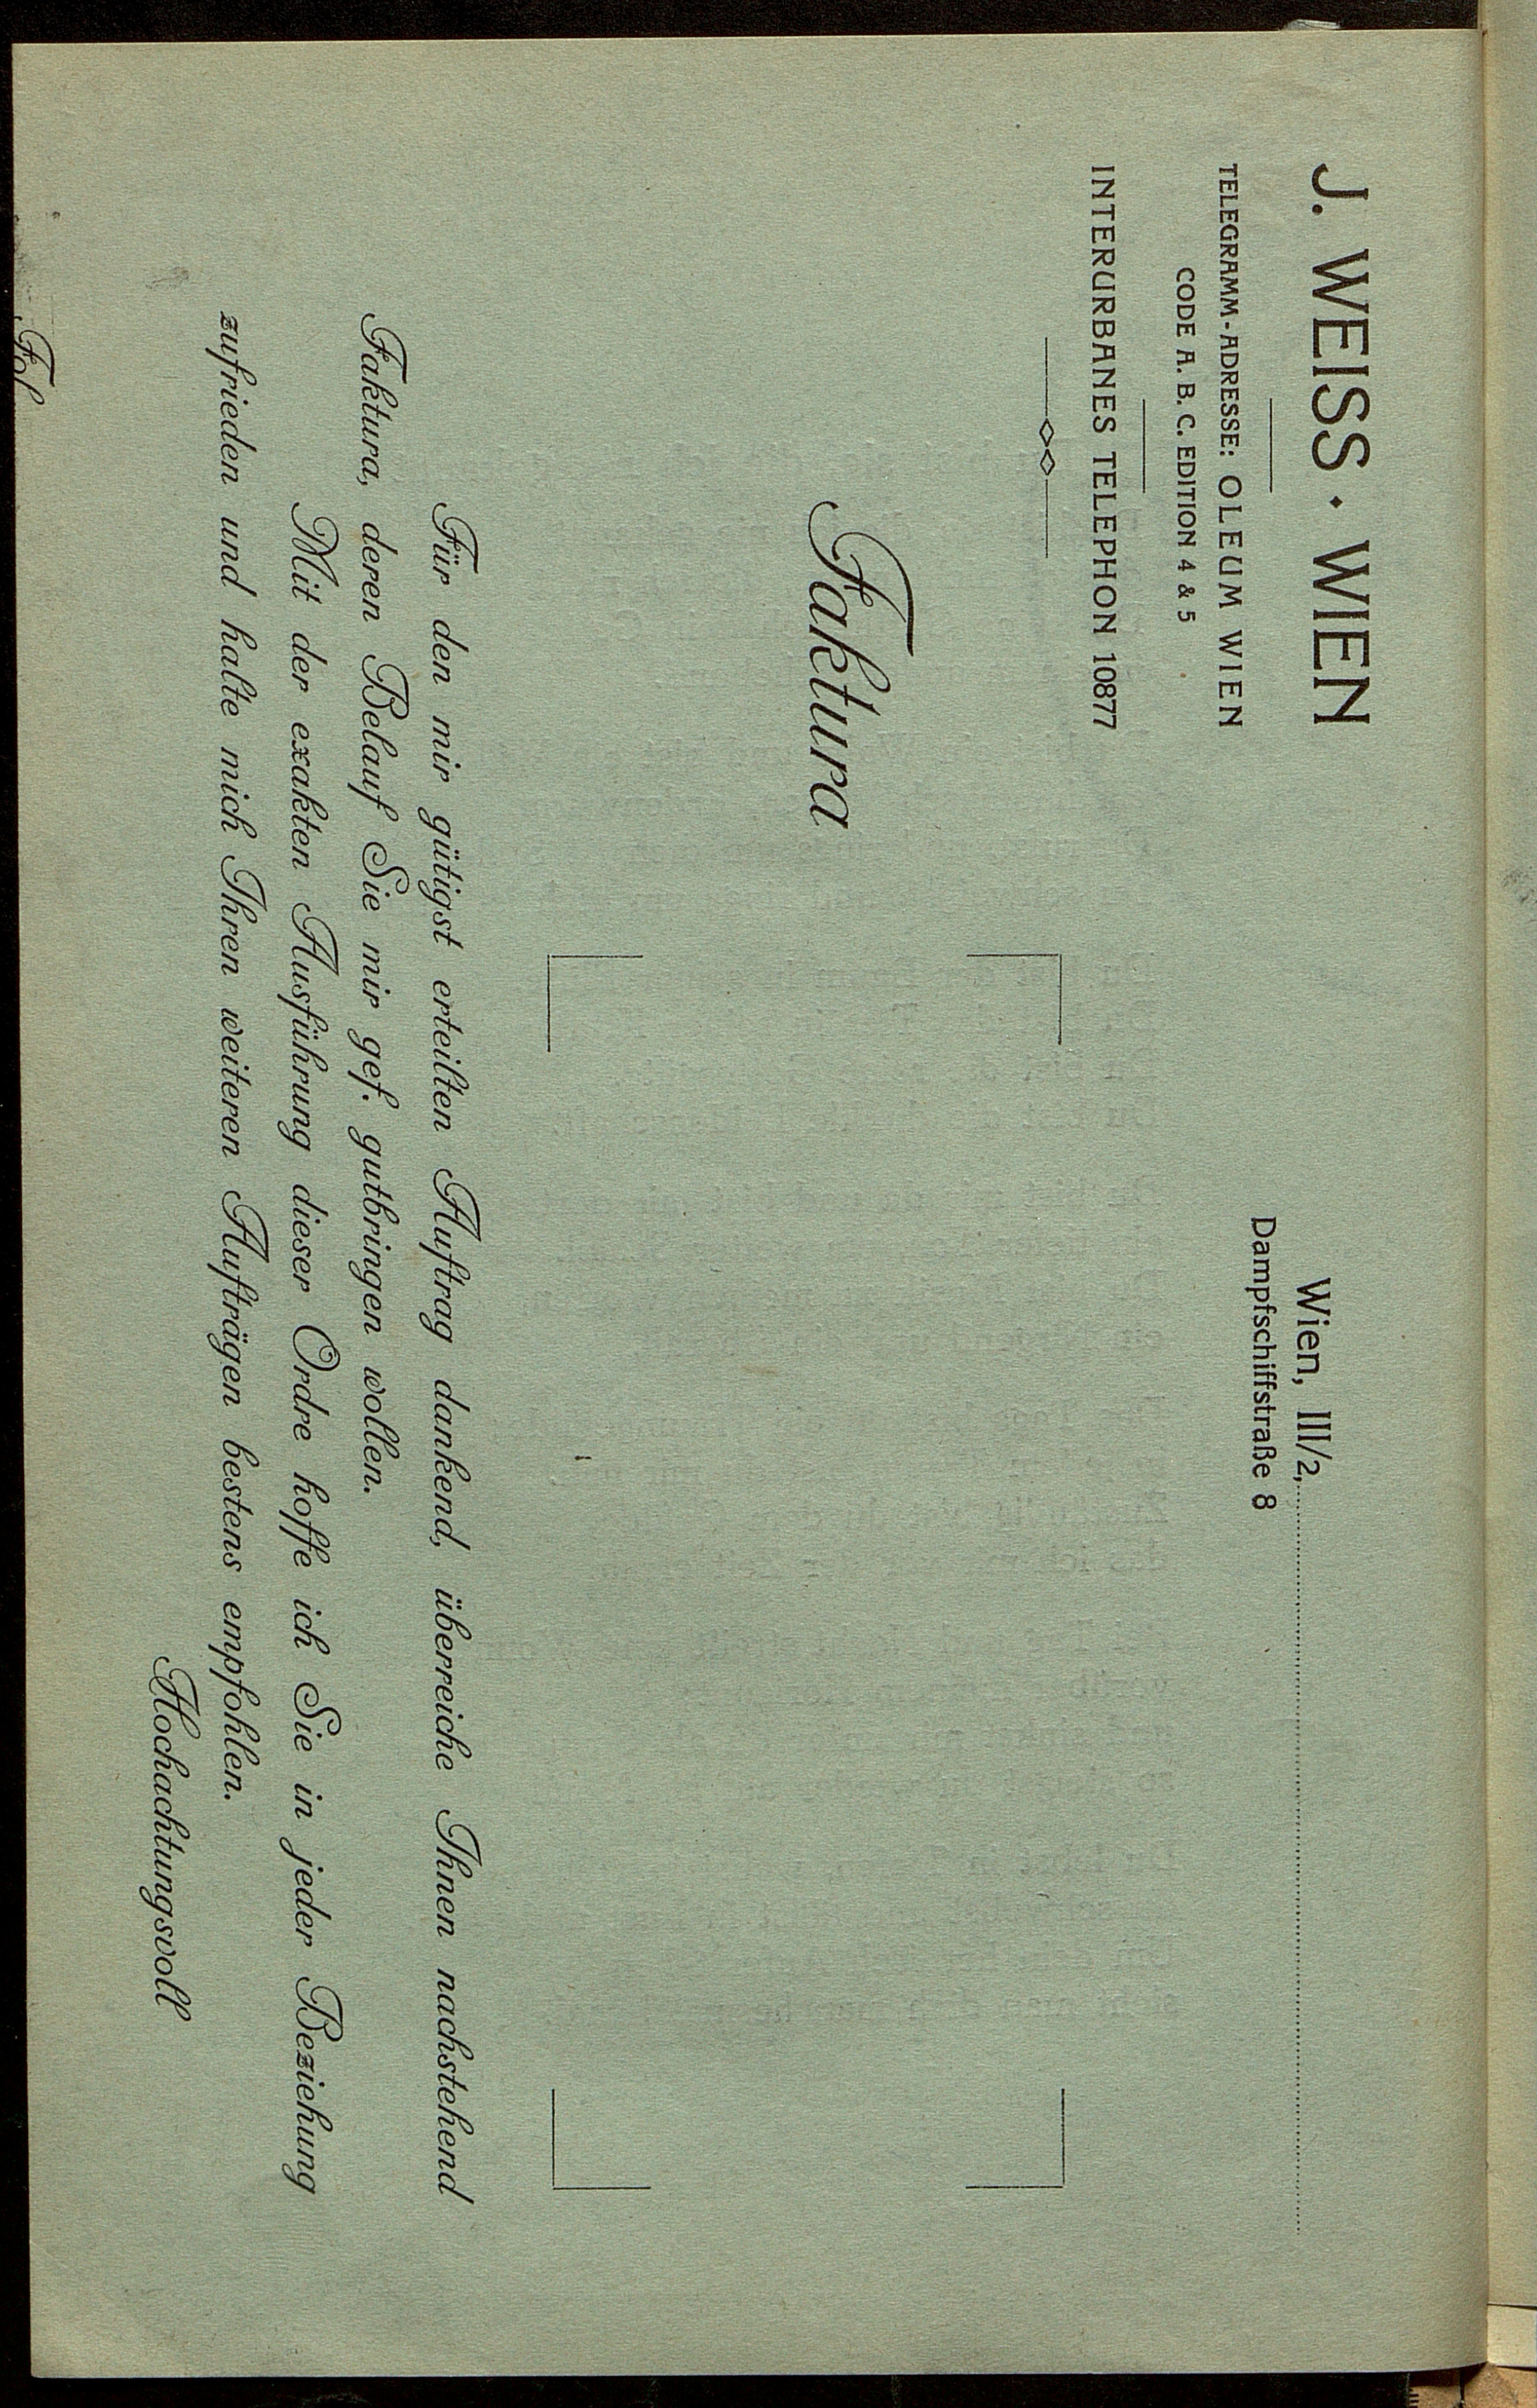 J. WEISS · WIEN
TELEGRAMM-ADRESSE: OLEUM WIEN
CODE A. B. C. EDITION 4 & 5
INTERURBANES TELEPHON 10877
Wien, III/2,
Dampfschiffstraße 8
Faktura
Für den mir gütigst erteilten Auftrag dankend, überreiche Ihnen nachstehend
Faktura, deren Belauf Sie mir gef. gutbringen wollen.
Mit der exakten Ausführung dieser Ordre hoffe ich Sie in jeder Beziehung
zufrieden und halte mich Ihren weiteren Aufträgen bestens empfohlen.
Hochachtungsvoll
Fol